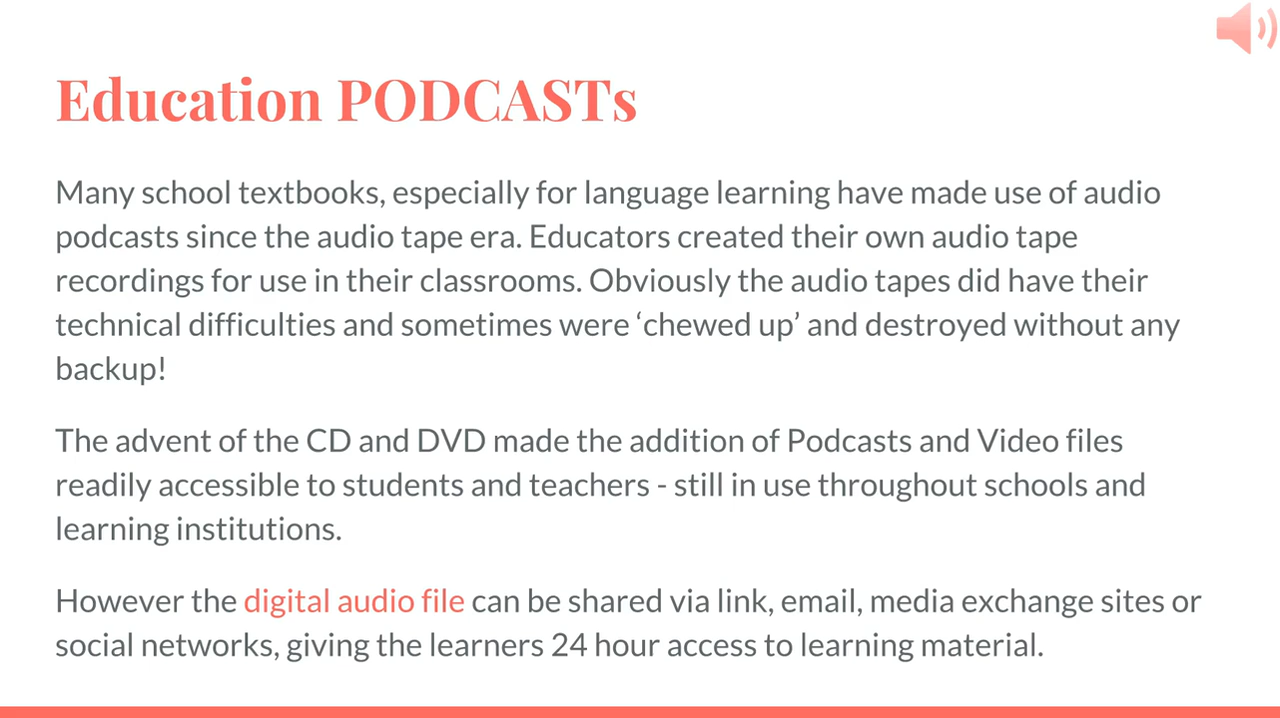 Education PODCASTs
Many school textbooks, especially for language learning have made use of audio
podcasts since the audio tape era. Educators created their own audio tape
recordings for use in their classrooms. Obviously the audio tapes did have their
technical difficulties and sometimes were ‘chewed up’ and destroyed without any
backup!
The advent of the CD and DVD made the addition of Podcasts and Video files
readily accessible to students and teachers - still in use throughout schools and
learning institutions.
However the digital audio file can be shared via link, email, media exchange sites or
social networks, giving the learners 24 hour access to learning material.